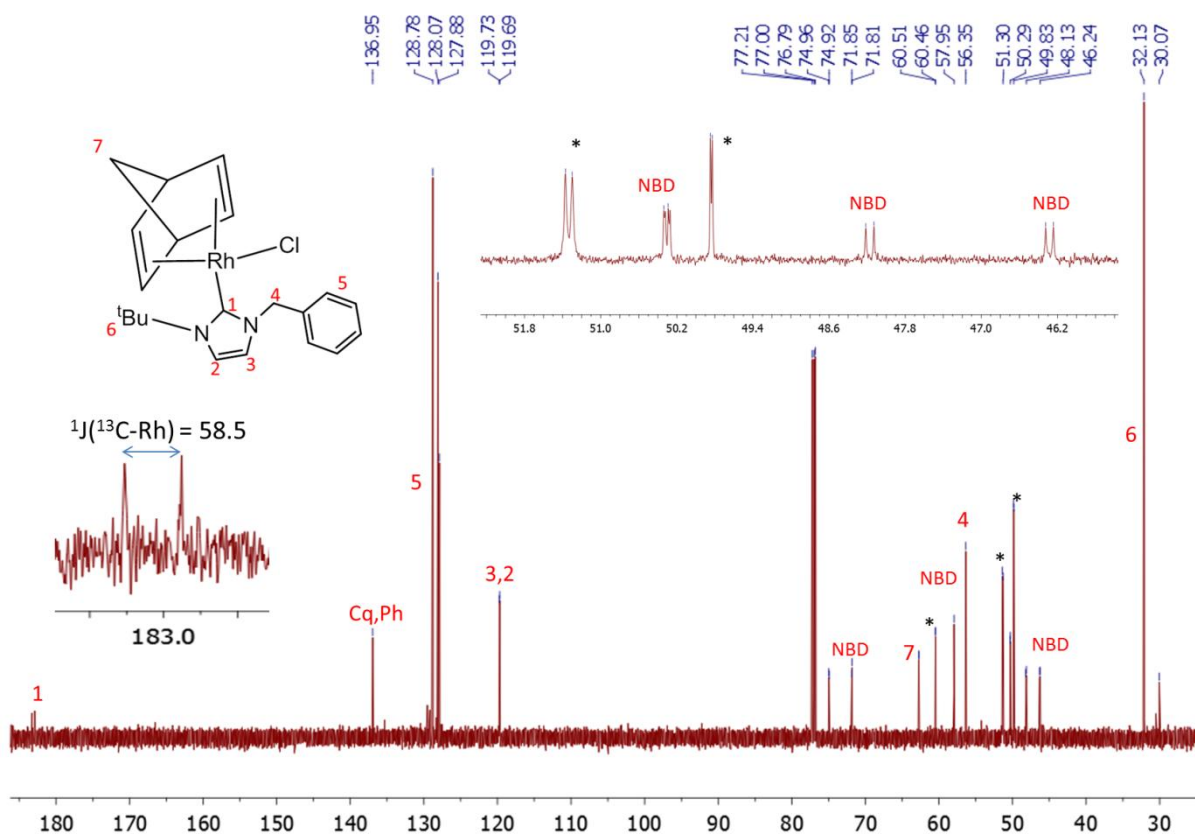 136.95
128.78
128.07
127.88
119.73
119.69
77.21
77.00
76.79
74.96
74.92
71.85
71.81
60.51
60.46
57.95
56.35
51.30
50.29
49.83
48.13
46.24
32.13
30.07
7
Rh
Cl
ᵗBu
6
N
1
N
4
5
2
3
*
NBD
*
NBD
NBD
51.8 51.0 50.2 49.4 48.6 47.8 47.0 46.2
¹J(¹³C-Rh) = 58.5
183.0
1
Cq,Ph
5
3,2
NBD
7
*
NBD
4
*
*
NBD
6
180 170 160 150 140 130 120 110 100 90 80 70 60 50 40 30